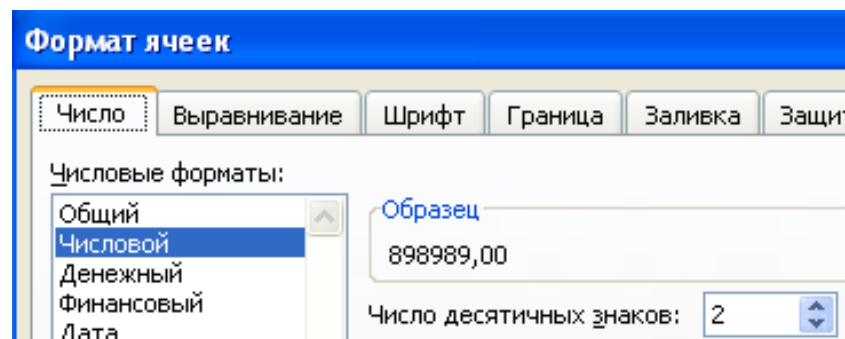 Формат ячеек
Число Выравнивание Шрифт Граница Заливка Защит
Числовые форматы:
Общий
Числовой
Денежный
Финансовый
Дата
Образец
898989,00
Число десятичных знаков: 2